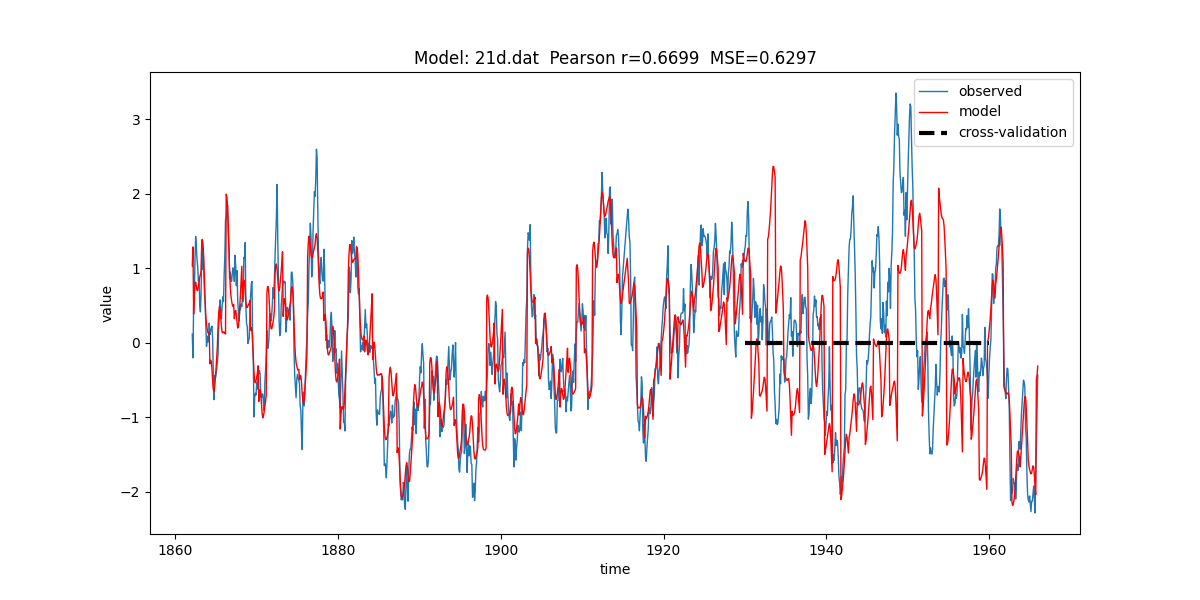 Model: 21d.dat  Pearson r=0.6699  MSE=0.6297
observed
model
cross-validation
value
3
2
1
0
−1
−2
1860
1880
1900
1920
1940
1960
time